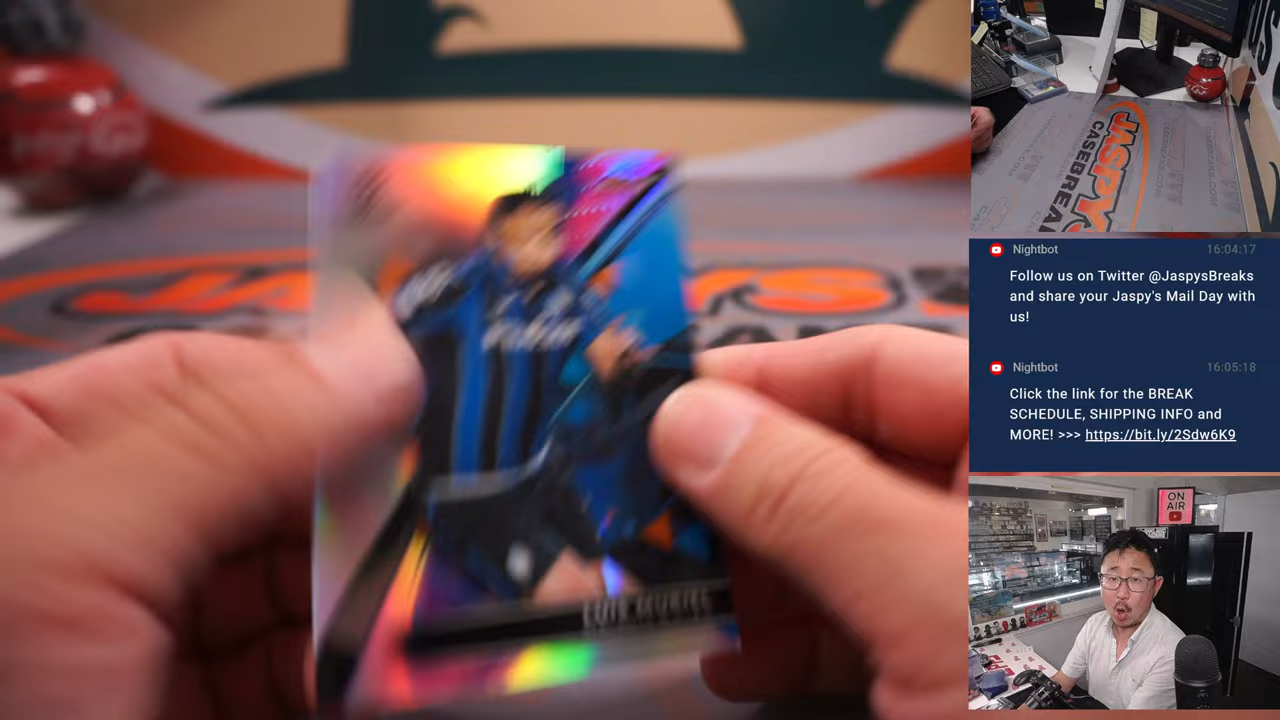 JASPY'S
CASEBREAKS
Nightbot
16:04:17
Follow us on Twitter @JaspysBreaks
and share your Jaspy's Mail Day with
us!
Nightbot
16:05:18
Click the link for the BREAK
SCHEDULE, SHIPPING INFO and
MORE! >>> https://bit.ly/2Sdw6K9
ON
AIR